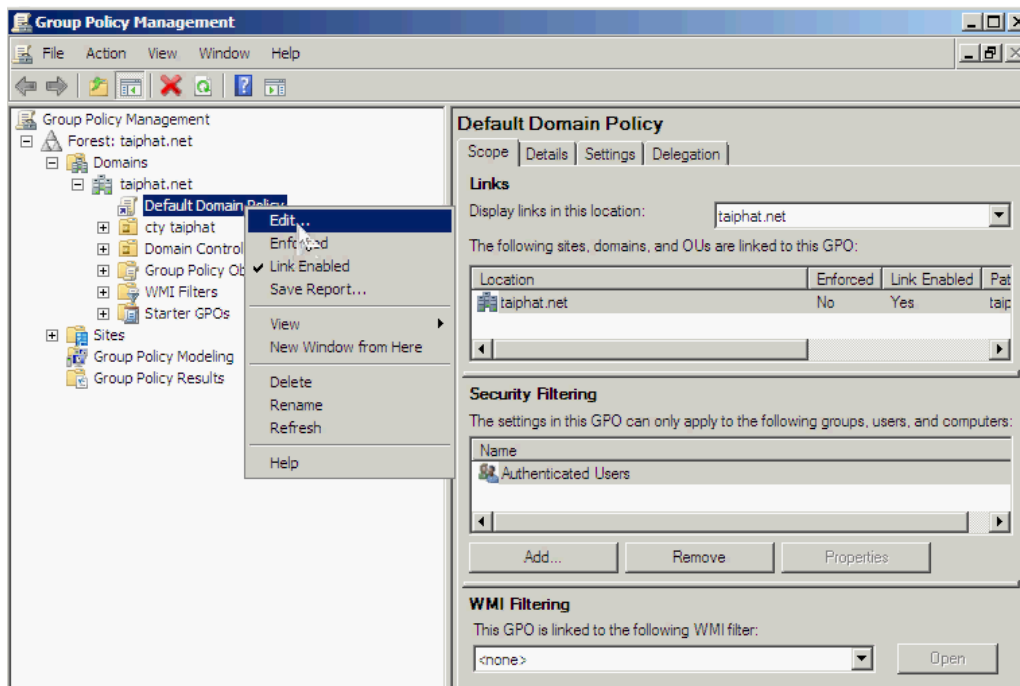 Group Policy Management
File Action View Window Help
Group Policy Management
Forest: taiphat.net
Domains
taiphat.net
Default Domain Policy
cty taiphat
Domain Control
Group Policy Ob
WMI Filters
Starter GPOs
Sites
Group Policy Modeling
Group Policy Results
Edit...
Enforced
Link Enabled
Save Report...
View
New Window from Here
Delete
Rename
Refresh
Help
Default Domain Policy
Scope Details Settings Delegation
Links
Display links in this location: taiphat.net
The following sites, domains, and OUs are linked to this GPO:
Location Enforced Link Enabled Pat
taiphat.net No Yes taip
Security Filtering
The settings in this GPO can only apply to the following groups, users, and computers:
Name
Authenticated Users
Add... Remove Properties
WMI Filtering
This GPO is linked to the following WMI filter:
<none> Open